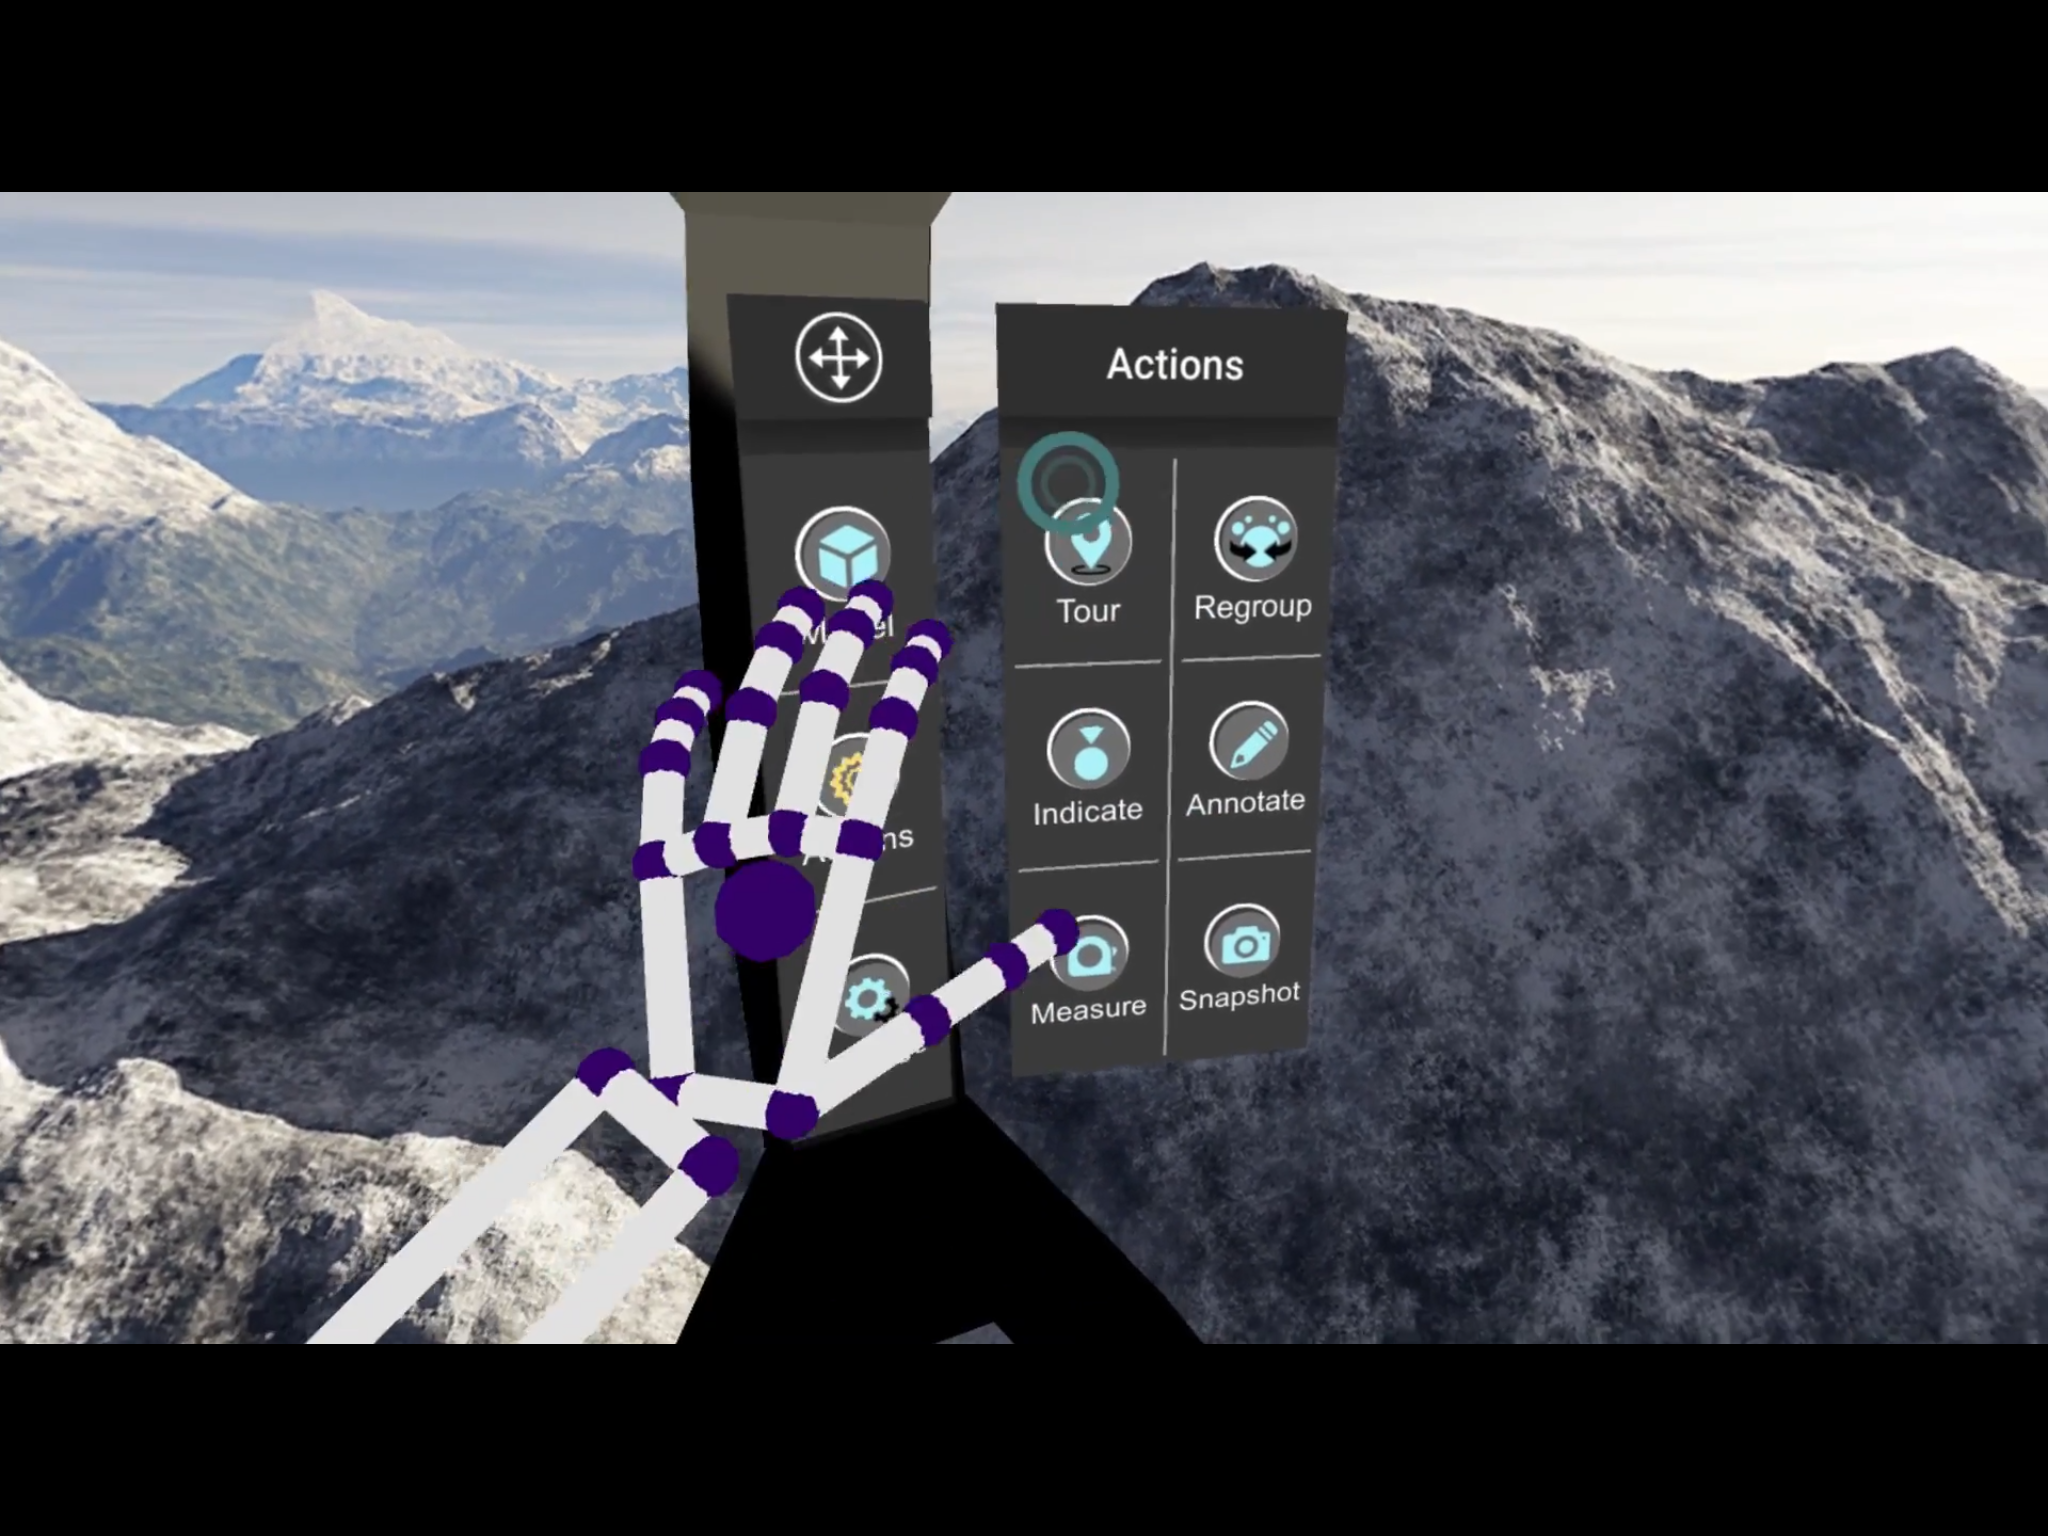 Actions
Tour
Regroup
Indicate
Annotate
Measure
Snapshot